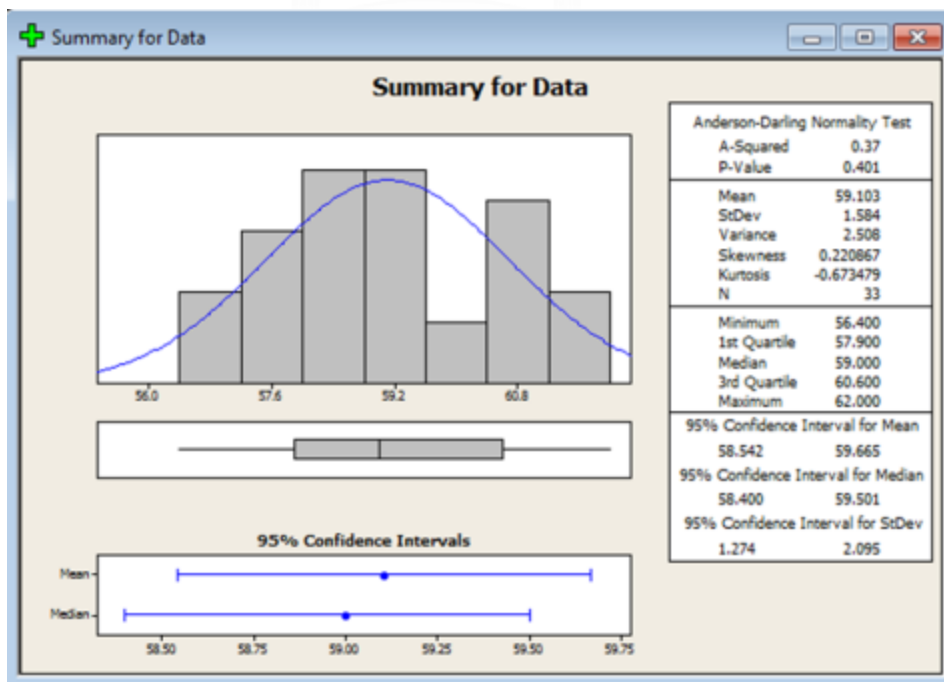 Summary for Data
Summary for Data
56.0 57.6 59.2 60.8
95% Confidence Intervals
Mean
Median
58.50 58.75 59.00 59.25 59.50 59.75
Anderson-Darling Normality Test
A-Squared 0.37
P-Value 0.401
Mean 59.103
StDev 1.584
Variance 2.508
Skewness 0.220867
Kurtosis -0.673479
N 33
Minimum 56.400
1st Quartile 57.900
Median 59.000
3rd Quartile 60.600
Maximum 62.000
95% Confidence Interval for Mean
58.542 59.665
95% Confidence Interval for Median
58.400 59.501
95% Confidence Interval for StDev
1.274 2.095